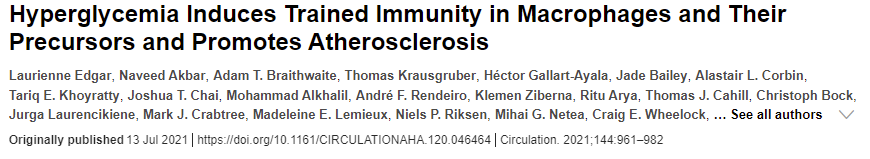 Hyperglycemia Induces Trained Immunity in Macrophages and Their
Precursors and Promotes Atherosclerosis
Laurienne Edgar, Naveed Akbar, Adam T. Braithwaite, Thomas Krausgruber, Héctor Gallart-Ayala, Jade Bailey, Alastair L. Corbin,
Tariq E. Khoyratty, Joshua T. Chai, Mohammad Alkhalil, André F. Rendeiro, Klemen Ziberna, Ritu Arya, Thomas J. Cahill, Christoph Bock,
Jurga Laurencikiene, Mark J. Crabtree, Madeleine E. Lemieux, Niels P. Riksen, Mihai G. Netea, Craig E. Wheelock, ... See all authors
Originally published 13 Jul 2021 | https://doi.org/10.1161/CIRCULATIONAHA.120.046464 | Circulation. 2021;144:961–982